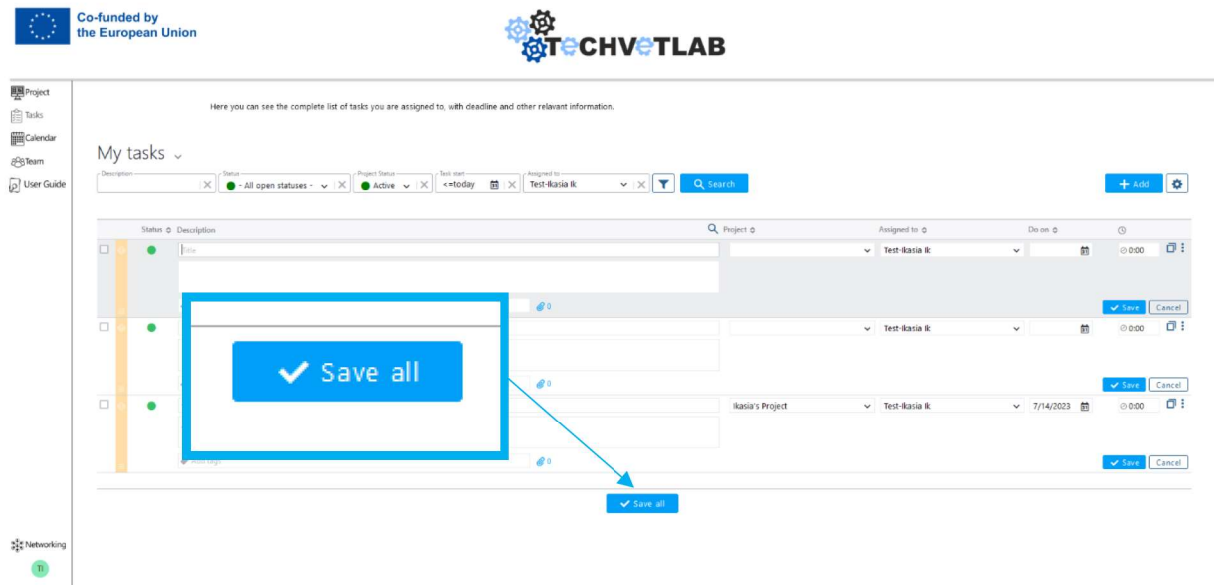 Co-funded by
the European Union
TECHVETLAB
Project
Tasks
Calendar
Team
User Guide
Here you can see the complete list of tasks you are assigned to, with deadline and other relavant information.
My tasks
Description
Status
- All open statuses -
Project Status
Active
Task start
<=today
Assigned to
Test-Ikasia Ik
Search
+ Add
Status Description Project Assigned to Do on
Title Test-Ikasia Ik 0:00
0 Save Cancel
Test-Ikasia Ik 0:00
0 Save Cancel
Ikasia's Project Test-Ikasia Ik 7/14/2023 0:00
0 Save Cancel
Save all
Save all
Networking
TI